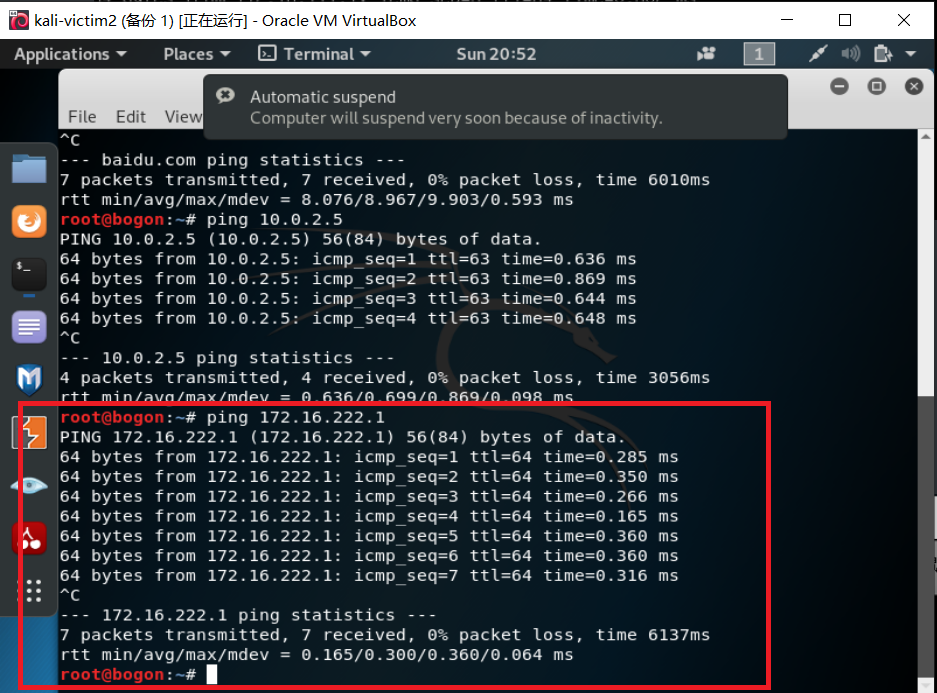 kali-victim2 (备份 1) [正在运行] - Oracle VM VirtualBox
Applications Places Terminal Sun 20:52 1
Automatic suspend
Computer will suspend very soon because of inactivity.
File Edit View
^C
--- baidu.com ping statistics ---
7 packets transmitted, 7 received, 0% packet loss, time 6010ms
rtt min/avg/max/mdev = 8.076/8.967/9.903/0.593 ms
root@bogon:~# ping 10.0.2.5
PING 10.0.2.5 (10.0.2.5) 56(84) bytes of data.
64 bytes from 10.0.2.5: icmp_seq=1 ttl=63 time=0.636 ms
64 bytes from 10.0.2.5: icmp_seq=2 ttl=63 time=0.869 ms
64 bytes from 10.0.2.5: icmp_seq=3 ttl=63 time=0.644 ms
64 bytes from 10.0.2.5: icmp_seq=4 ttl=63 time=0.648 ms
^C
--- 10.0.2.5 ping statistics ---
4 packets transmitted, 4 received, 0% packet loss, time 3056ms
rtt min/avg/max/mdev = 0.636/0.699/0.869/0.098 ms
root@bogon:~# ping 172.16.222.1
PING 172.16.222.1 (172.16.222.1) 56(84) bytes of data.
64 bytes from 172.16.222.1: icmp_seq=1 ttl=64 time=0.285 ms
64 bytes from 172.16.222.1: icmp_seq=2 ttl=64 time=0.350 ms
64 bytes from 172.16.222.1: icmp_seq=3 ttl=64 time=0.266 ms
64 bytes from 172.16.222.1: icmp_seq=4 ttl=64 time=0.165 ms
64 bytes from 172.16.222.1: icmp_seq=5 ttl=64 time=0.360 ms
64 bytes from 172.16.222.1: icmp_seq=6 ttl=64 time=0.360 ms
64 bytes from 172.16.222.1: icmp_seq=7 ttl=64 time=0.316 ms
^C
--- 172.16.222.1 ping statistics ---
7 packets transmitted, 7 received, 0% packet loss, time 6137ms
rtt min/avg/max/mdev = 0.165/0.300/0.360/0.064 ms
root@bogon:~#